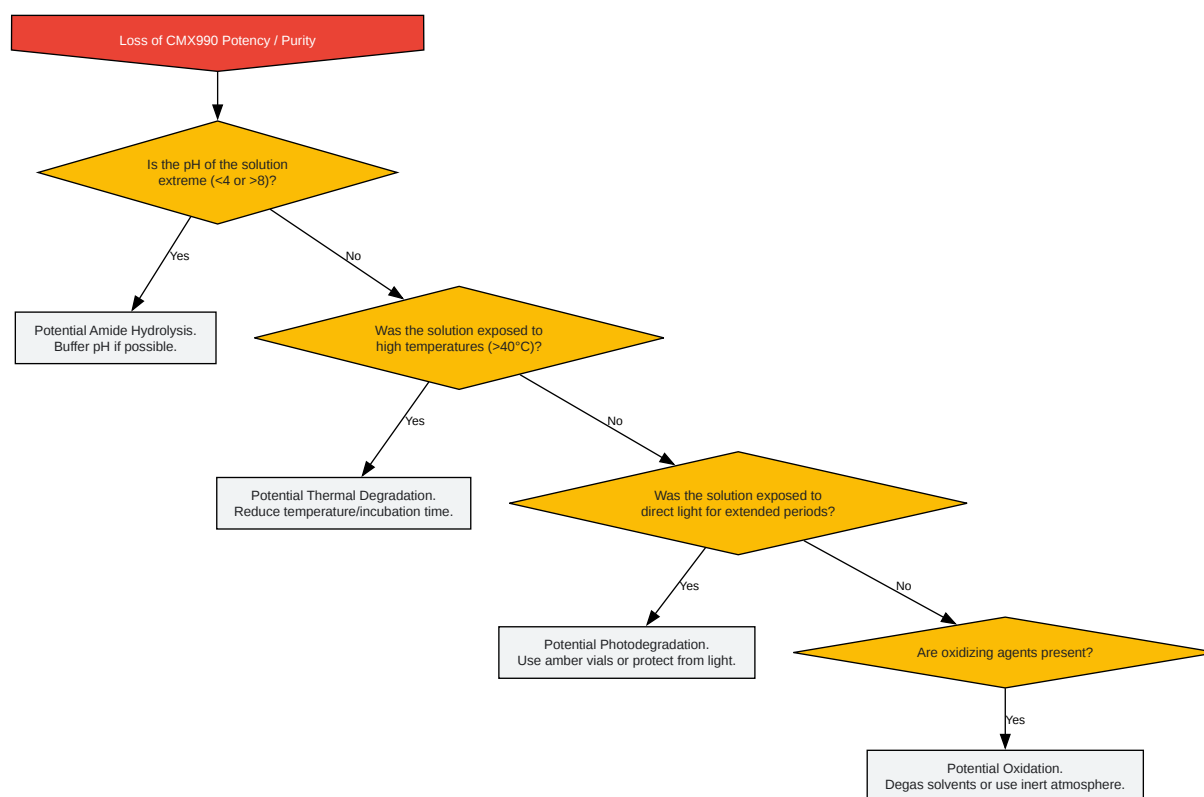 Loss of CMX990 Potency / Purity
Is the pH of the solution
extreme (<4 or >8)?
Yes
No
Potential Amide Hydrolysis.
Buffer pH if possible.
Was the solution exposed to
high temperatures (>40°C)?
Yes
No
Potential Thermal Degradation.
Reduce temperature/incubation time.
Was the solution exposed to
direct light for extended periods?
Yes
No
Potential Photodegradation.
Use amber vials or protect from light.
Are oxidizing agents present?
Yes
Potential Oxidation.
Degas solvents or use inert atmosphere.